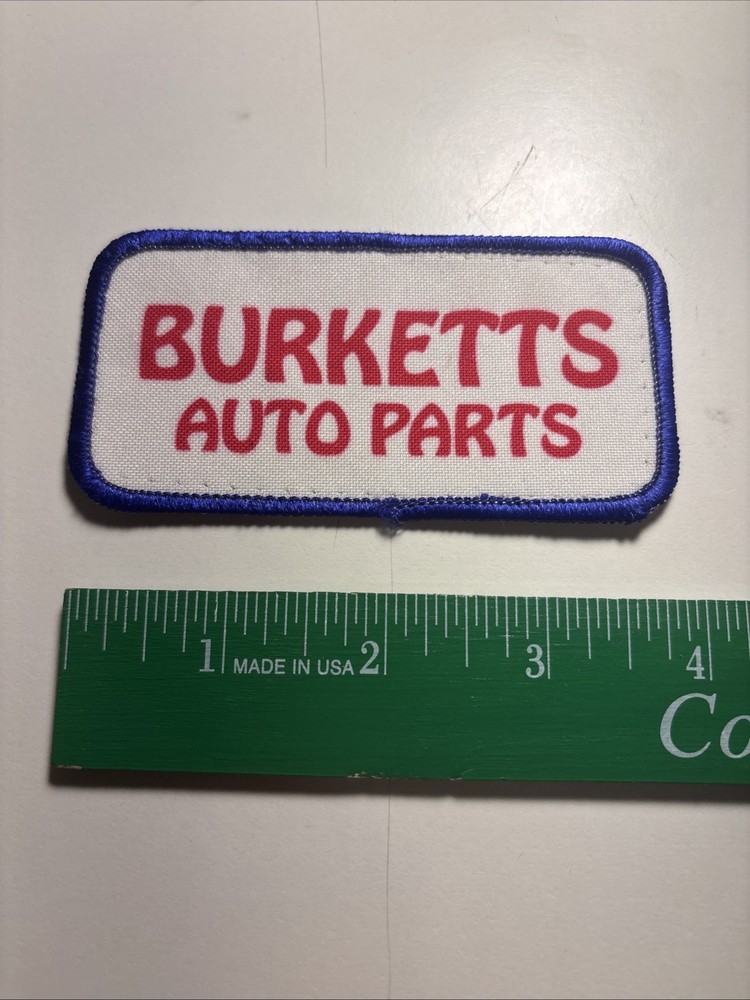 BURKETTS
AUTO PARTS
1 MADE IN USA 2 3 4
Co